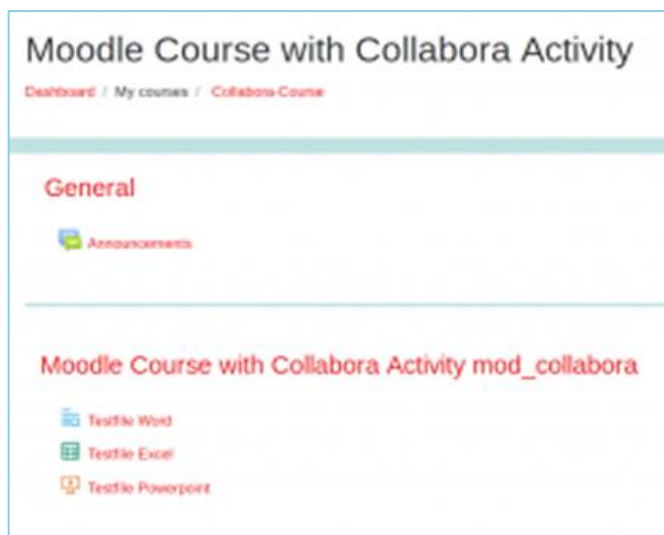 Moodle Course with Collabora Activity
Dashboard / My courses / Collabora-Course
General
Announcements
Moodle Course with Collabora Activity mod_collabora
Testfile Word
Testfile Excel
Testfile Powerpoint